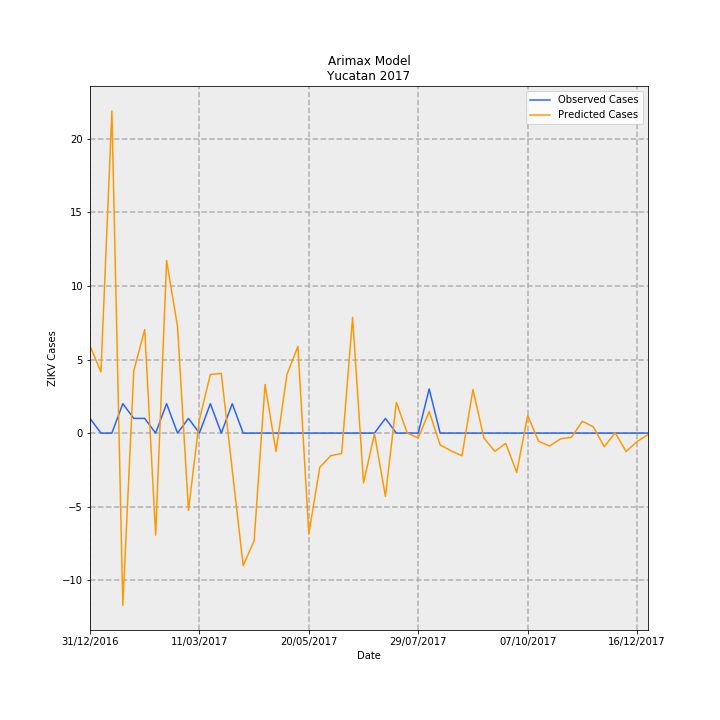 Arimax Model
Yucatan 2017
Observed Cases
Predicted Cases
ZIKV Cases
20
15
10
5
0
−5
−10
31/12/2016
11/03/2017
20/05/2017
29/07/2017
07/10/2017
16/12/2017
Date